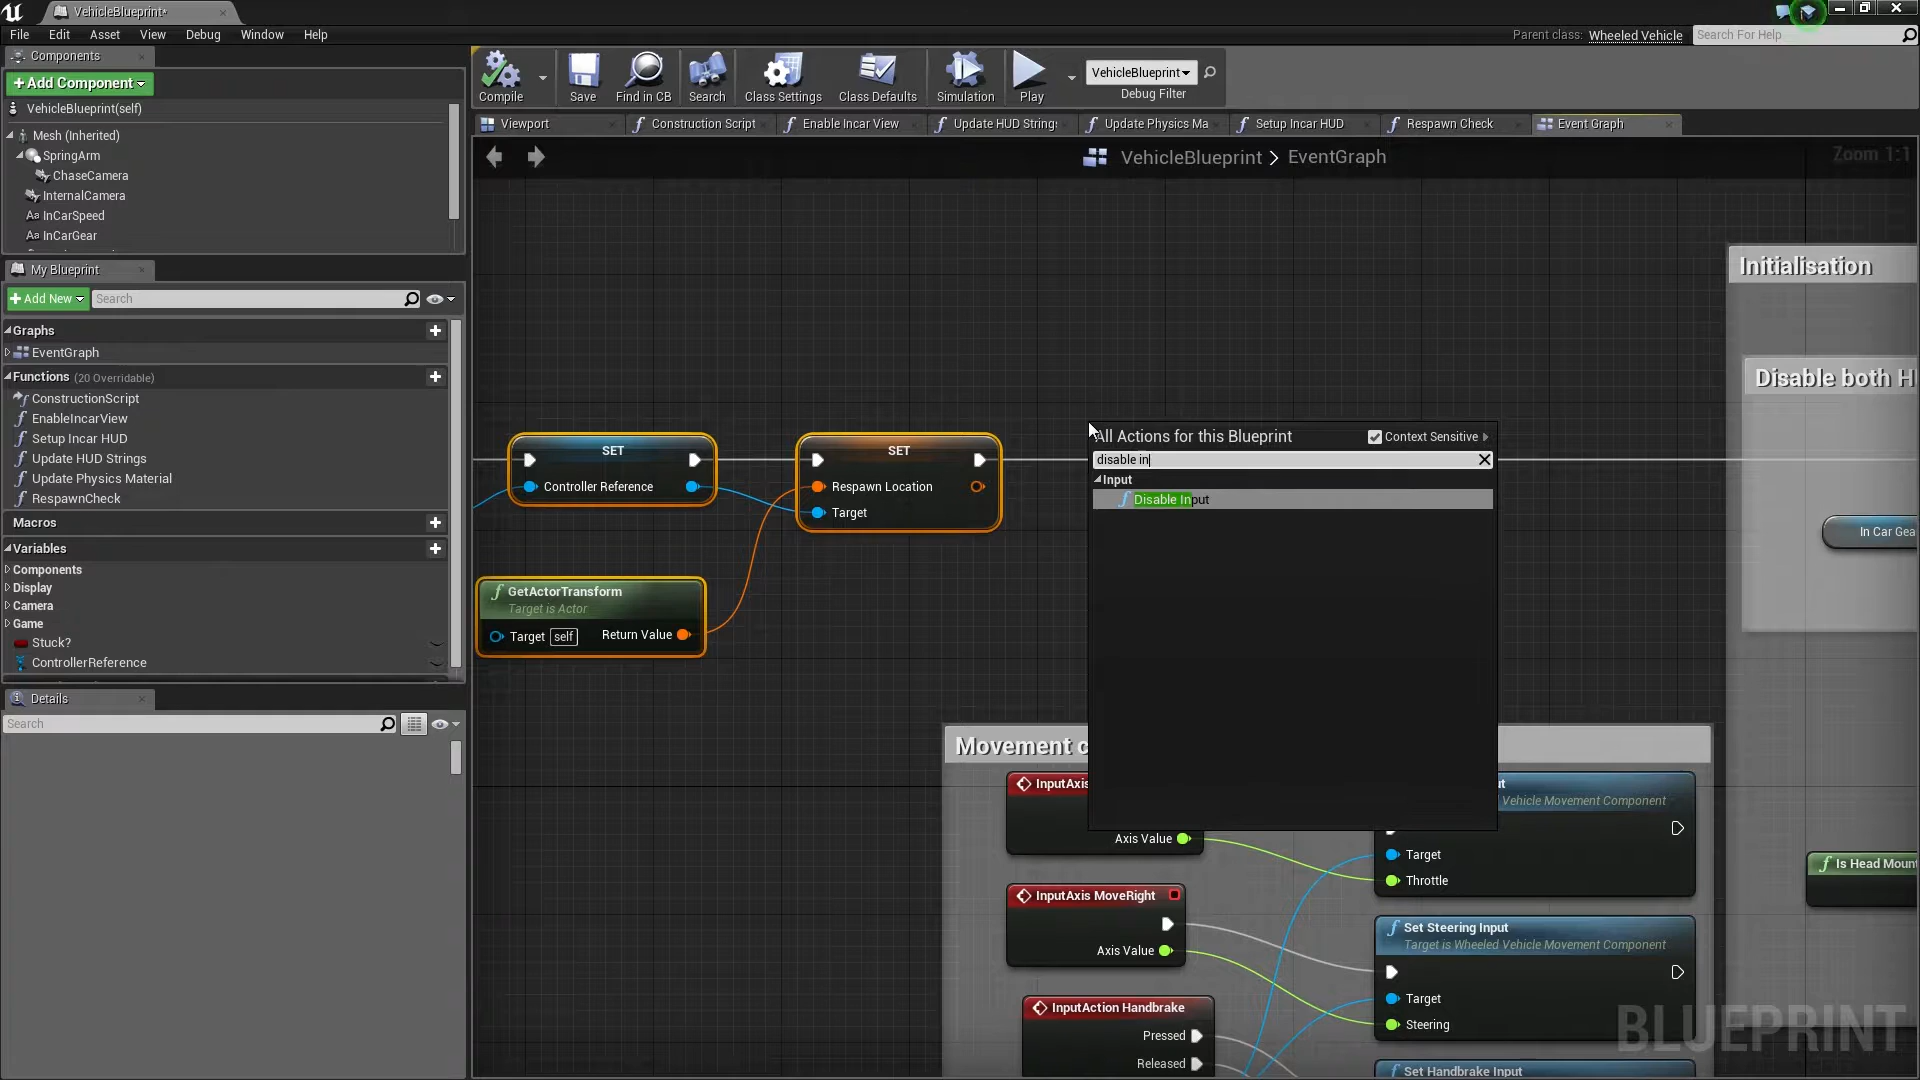 VehicleBlueprint*
File Edit Asset View Debug Window Help
Parent class: Wheeled Vehicle
Search For Help
Components
+Add Component
VehicleBlueprint(self)
Mesh (Inherited)
SpringArm
ChaseCamera
InternalCamera
InCarSpeed
InCarGear
Compile
Save
Find in CB
Search
Class Settings
Class Defaults
Simulation
Play
VehicleBlueprint
Debug Filter
Viewport
Construction Script
Enable Incar View
Update HUD Strings
Update Physics Ma
Setup Incar HUD
Respawn Check
Event Graph
VehicleBlueprint > EventGraph
Zoom 1:1
My Blueprint
+Add New
Search
Graphs
EventGraph
Functions (20 Overridable)
ConstructionScript
EnableIncarView
Setup Incar HUD
Update HUD Strings
Update Physics Material
RespawnCheck
Macros
Variables
Components
Display
Camera
Game
Stuck?
ControllerReference
Details
Search
SET
Controller Reference
SET
Respawn Location
Target
GetActorTransform
Target is Actor
Target self
Return Value
All Actions for this Blueprint
Context Sensitive
disable in
Input
Disable Input
Initialisation
Disable both H
In Car Gea
Is Head Mount
Movement c
InputAxis
Axis Value
ut
Vehicle Movement Component
Target
Throttle
InputAxis MoveRight
Axis Value
Set Steering Input
Target is Wheeled Vehicle Movement Component
Target
Steering
InputAction Handbrake
Pressed
Released
Set Handbrake Input
BLUEPRINT